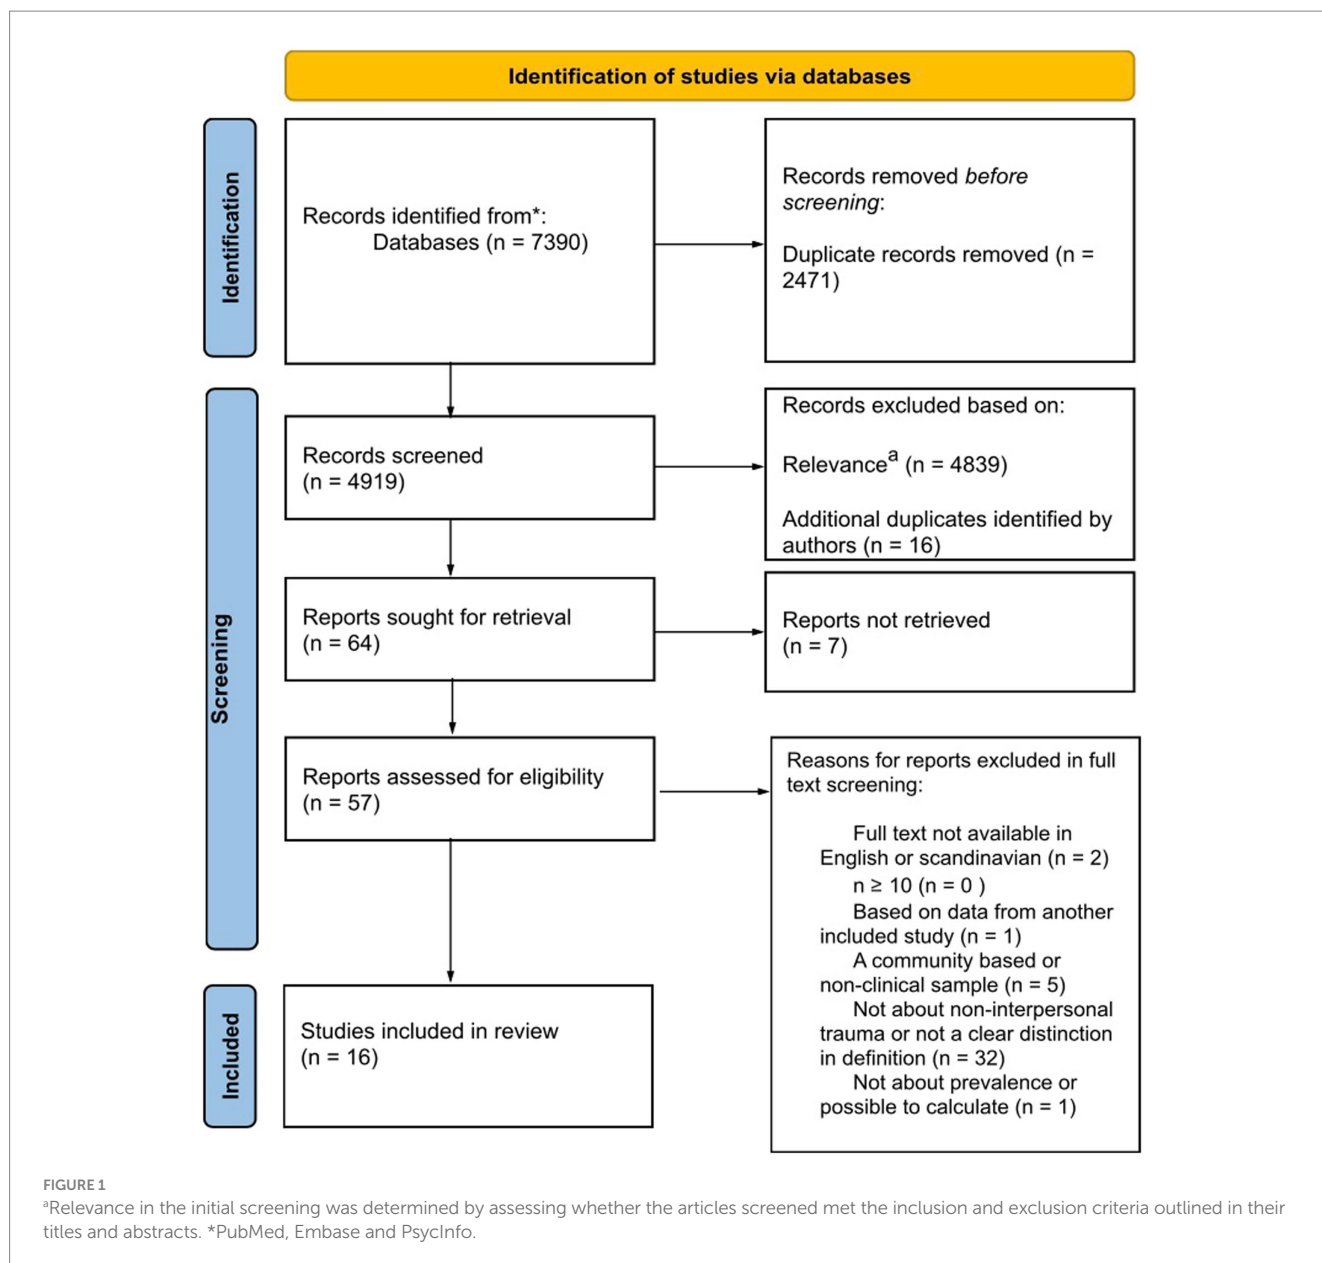 Identification of studies via databases
Identification
Records identified from*:
Databases (n = 7390)
Records removed before
screening:
Duplicate records removed (n =
2471)
Screening
Records screened
(n = 4919)
Records excluded based on:
Relevanceª (n = 4839)
Additional duplicates identified by
authors (n = 16)
Reports sought for retrieval
(n = 64)
Reports not retrieved
(n = 7)
Reports assessed for eligibility
(n = 57)
Reasons for reports excluded in full
text screening:
Full text not available in
English or scandinavian (n = 2)
n ≥ 10 (n = 0 )
Based on data from another
included study (n = 1)
A community based or
non-clinical sample (n = 5)
Not about non-interpersonal
trauma or not a clear distinction
in definition (n = 32)
Not about prevalence or
possible to calculate (n = 1)
Included
Studies included in review
(n = 16)
FIGURE 1
ªRelevance in the initial screening was determined by assessing whether the articles screened met the inclusion and exclusion criteria outlined in their
titles and abstracts. *PubMed, Embase and PsycInfo.